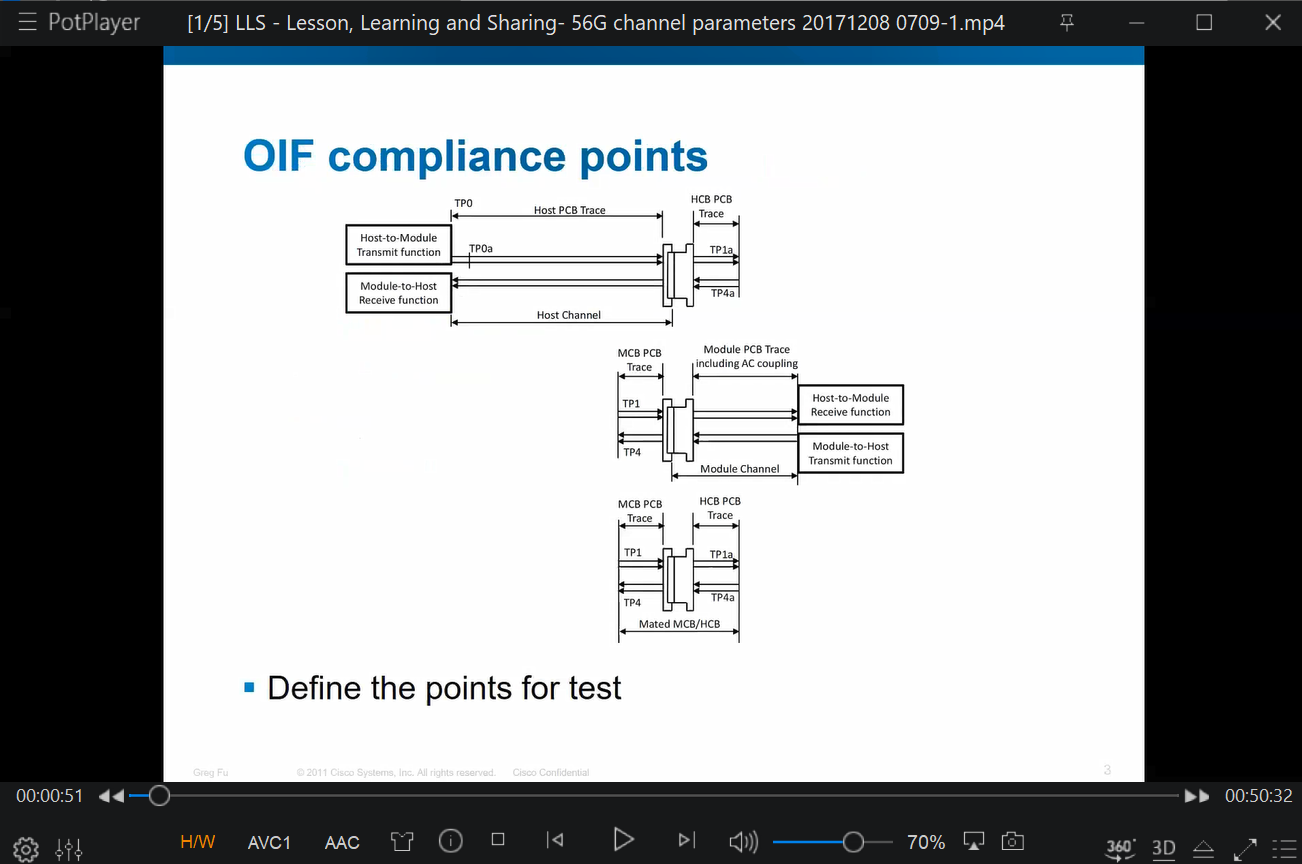 PotPlayer
[1/5] LLS - Lesson, Learning and Sharing- 56G channel parameters 20171208 0709-1.mp4
OIF compliance points
TP0
Host PCB Trace
HCB PCB
Trace
Host-to-Module
Transmit function
TP0a
TP1a
Module-to-Host
Receive function
TP4a
Host Channel
MCB PCB
Trace
Module PCB Trace
including AC coupling
TP1
Host-to-Module
Receive function
TP4
Module-to-Host
Transmit function
Module Channel
MCB PCB
Trace
HCB PCB
Trace
TP1
TP1a
TP4
TP4a
Mated MCB/HCB
Define the points for test
Greg Fu
© 2011 Cisco Systems, Inc. All rights reserved.
Cisco Confidential
3
00:00:51
00:50:32
H/W
AVC1
AAC
70%
360°
3D